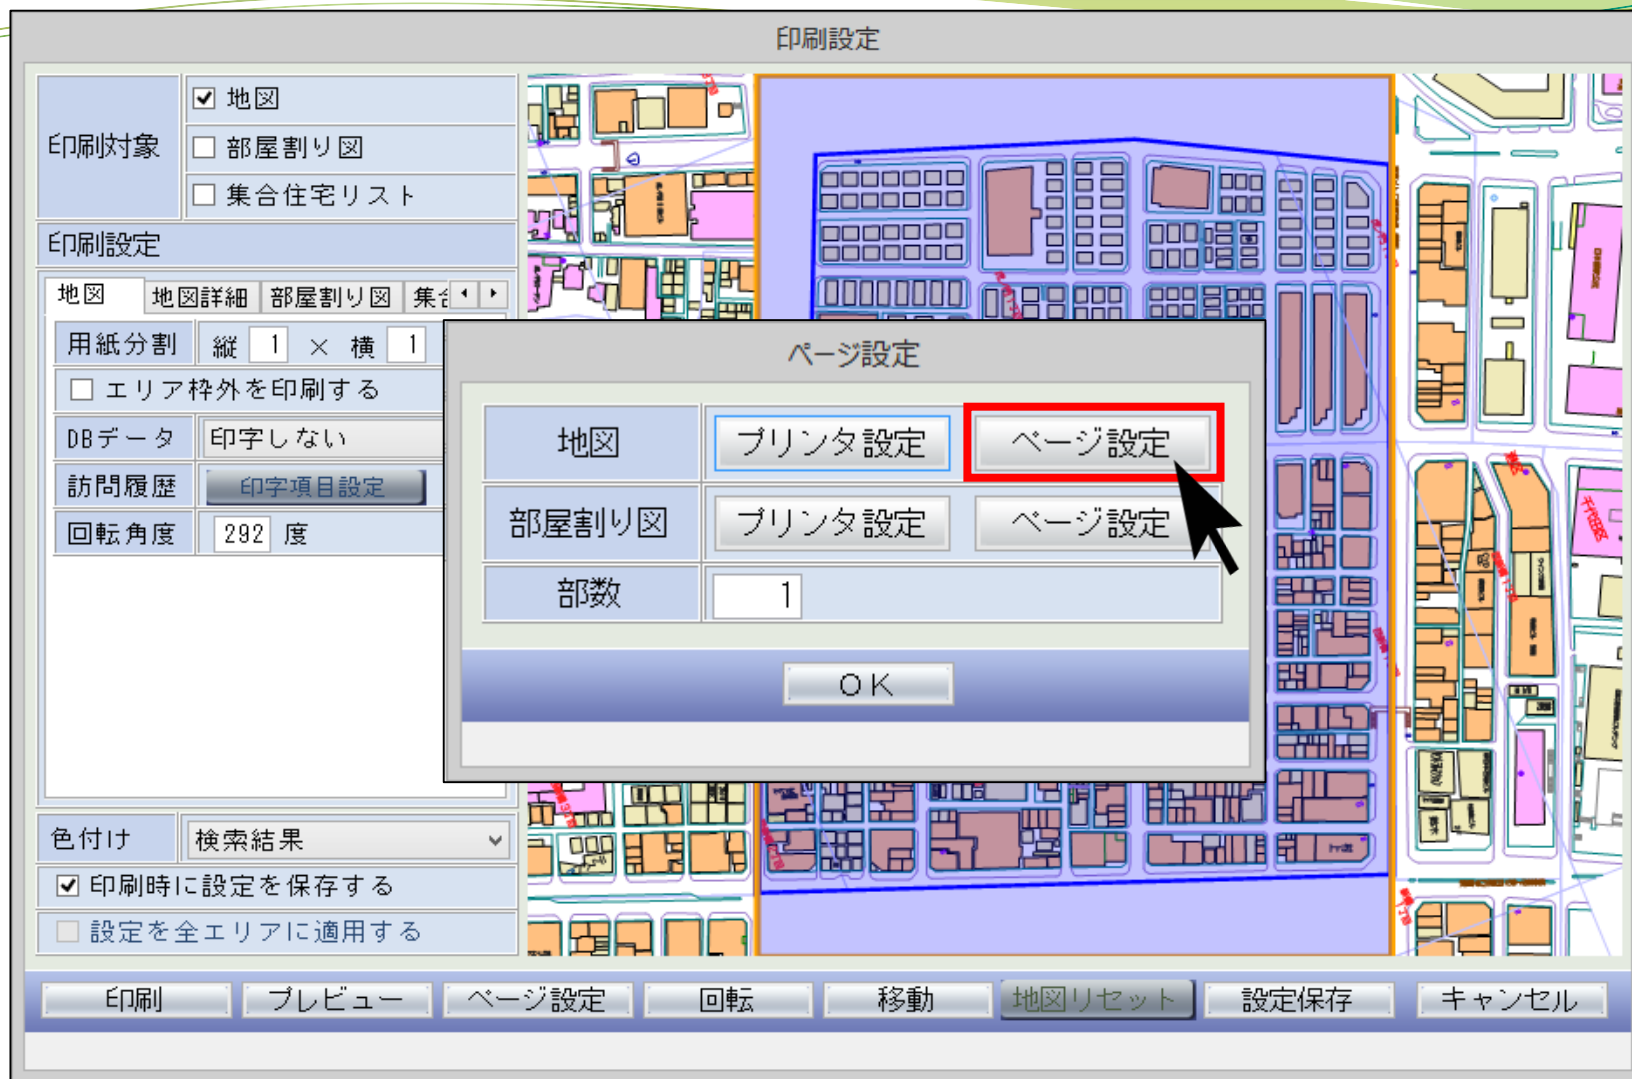 印刷設定
印刷対象
地図
部屋割り図
集合住宅リスト
印刷設定
地図 地図詳細 部屋割り図 集合
用紙分割 縦 1 × 横 1
エリア枠外を印刷する
DBデータ 印字しない
訪問履歴 印字項目設定
回転角度 292 度
色付け 検索結果
印刷時に設定を保存する
設定を全エリアに適用する
ページ設定
地図 プリンタ設定 ページ設定
部屋割り図 プリンタ設定 ページ設定
部数 1
OK
印刷 プレビュー ページ設定 回転 移動 地図リセット 設定保存 キャンセル